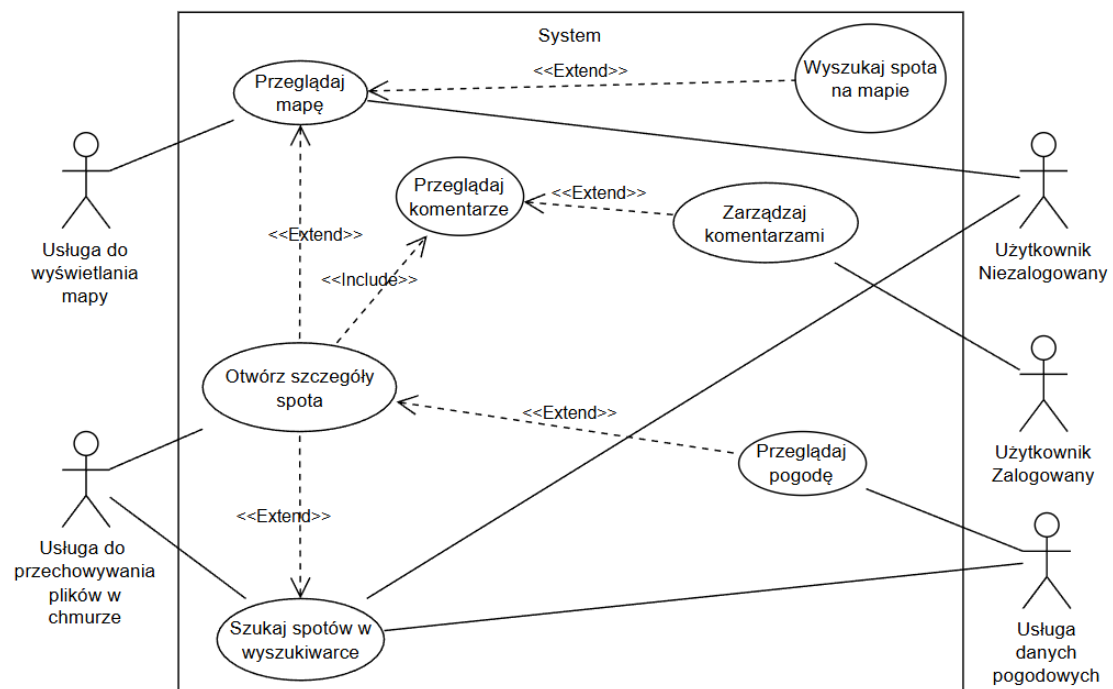 System
Przeglądaj
mapę
<<Extend>>
Wyszukaj spota
na mapie
Przeglądaj
komentarze
<<Extend>>
Zarządzaj
komentarzami
Usługa do
wyświetlania
mapy
Użytkownik
Niezalogowany
<<Extend>>
<<Include>>
Otwórz szczegóły
spota
<<Extend>>
Przeglądaj
pogodę
Użytkownik
Zalogowany
<<Extend>>
Usługa do
przechowywania
plików w
chmurze
Szukaj spotów w
wyszukiwarce
Usługa
danych
pogodowych